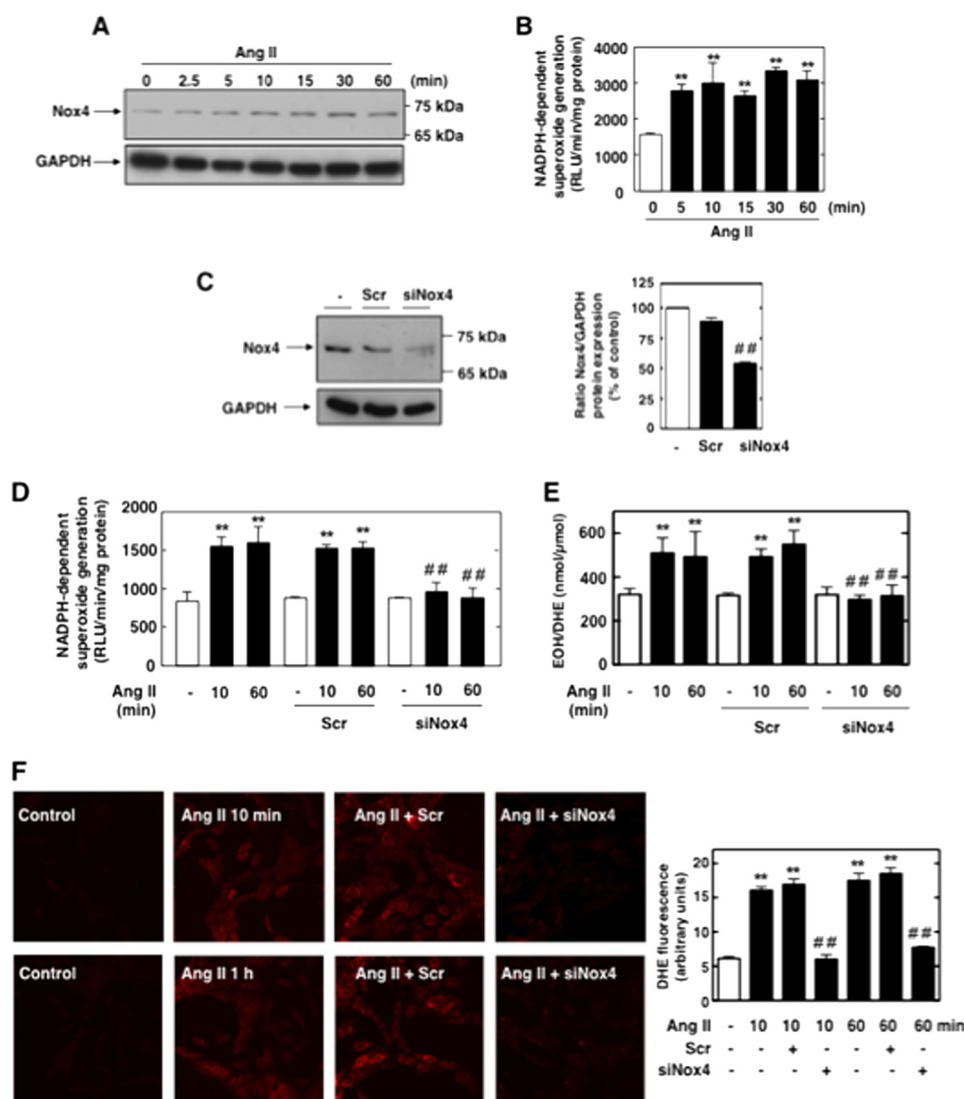 A
Ang II
0 2.5 5 10 15 30 60 (min)
Nox4
75 kDa
65 kDa
GAPDH
B
NADPH-dependent
superoxide generation
(RLU/min/mg protein)
4000
3000
2000
1000
0
** ** ** ** **
0 5 10 15 30 60 (min)
Ang II
C
- Scr siNox4
Nox4
75 kDa
65 kDa
GAPDH
Ratio Nox4/GAPDH
protein expression
(% of control)
125
100
75
50
25
0
##
- Scr siNox4
D
NADPH-dependent
superoxide generation
(RLU/min/mg protein)
2000
1500
1000
500
0
** ** ** ** ## ##
Ang II - 10 60 - 10 60 - 10 60
(min)
Scr siNox4
E
EOH/DHE (nmol/µmol)
600
400
200
0
** ** ** ** ## ##
Ang II - 10 60 - 10 60 - 10 60
(min)
Scr siNox4
F
Control Ang II 10 min Ang II + Scr Ang II + siNox4
Control Ang II 1 h Ang II + Scr Ang II + siNox4
DHE fluorescence
(arbitrary units)
20
15
10
5
0
** ** ## ** ** ##
Ang II - 10 10 10 60 60 60 min
Scr - - + - - + -
siNox4 - - - + - - +